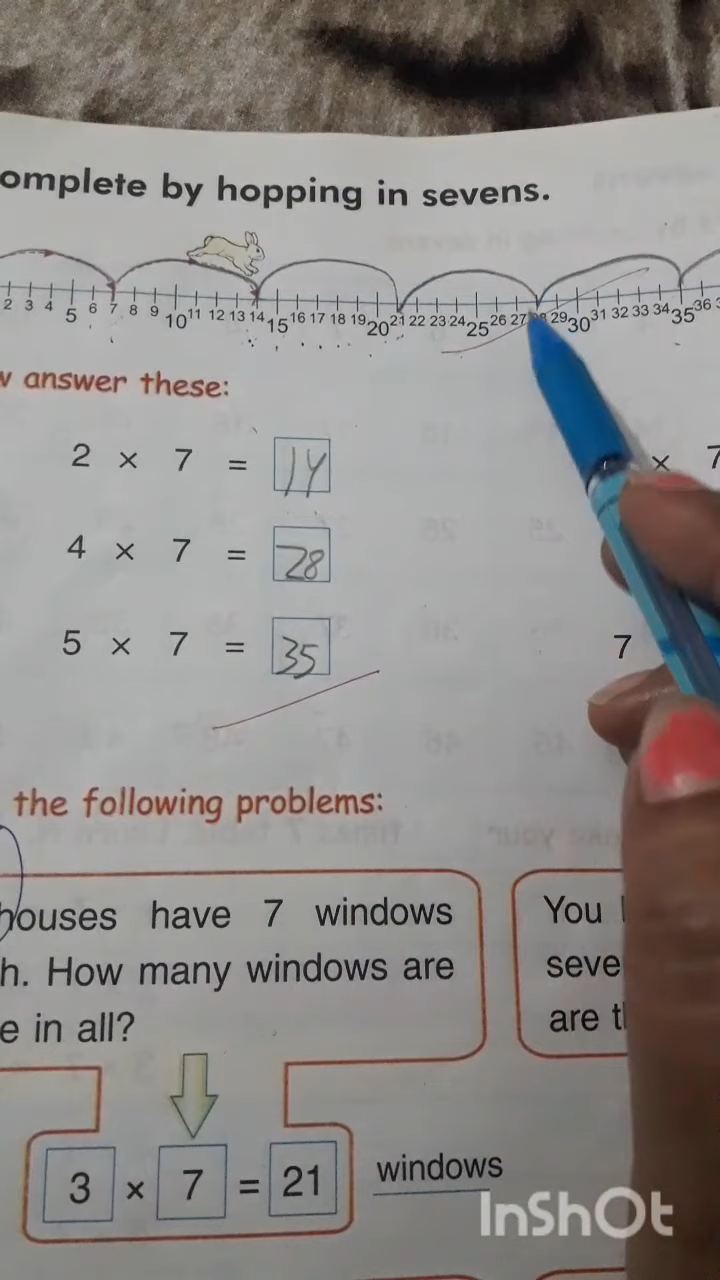 omplete by hopping in sevens.
2 3 4 5 6 7 8 9 10 11 12 13 14 15 16 17 18 19 20 21 22 23 24 25 26 27 28 29 30 31 32 33 34 35 36
w answer these:
2 × 7 = 14
× 7
4 × 7 = 28
5 × 7 = 35
7
the following problems:
houses have 7 windows
h. How many windows are
e in all?
You
seve
are t
3 × 7 = 21 windows
InShOt